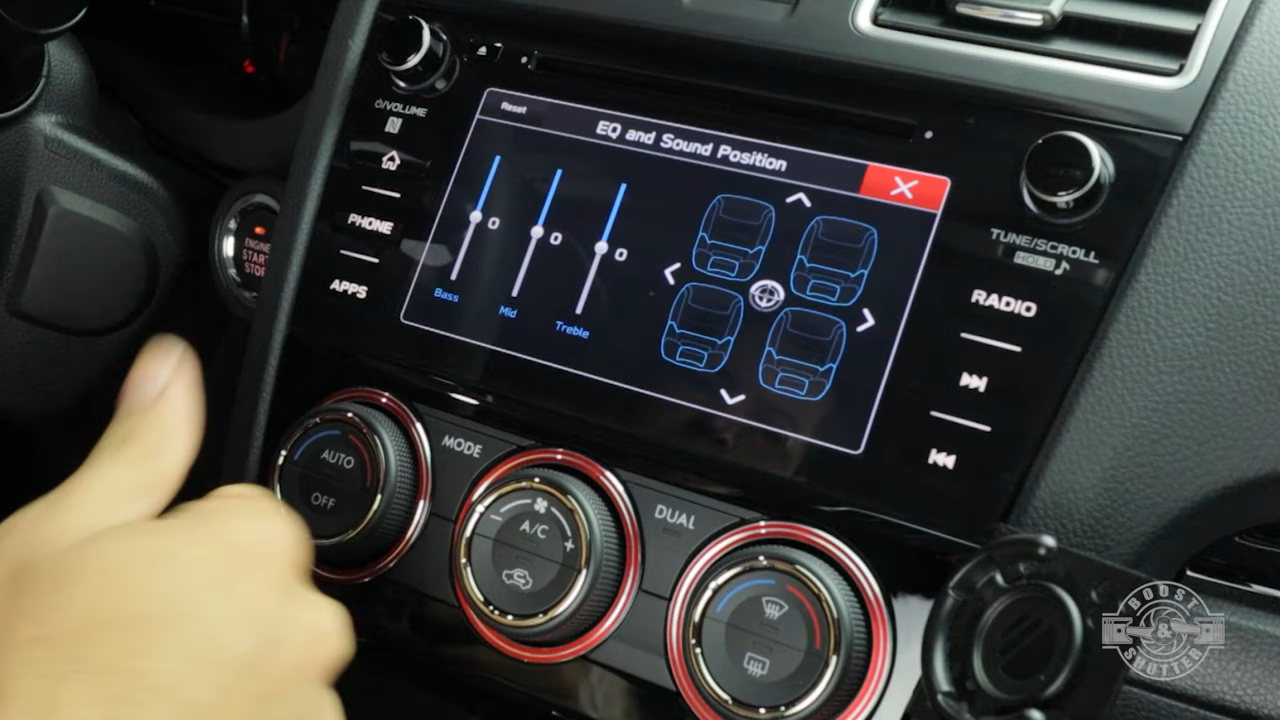 VOLUME
Reset
EQ and Sound Position
0
0
0
Bass
Mid
Treble
PHONE
APPS
ENGINE
START
STOP
TUNE/SCROLL
HOLD
RADIO
AUTO
OFF
MODE
A/C
DUAL
BOOST
&
SHUTTER